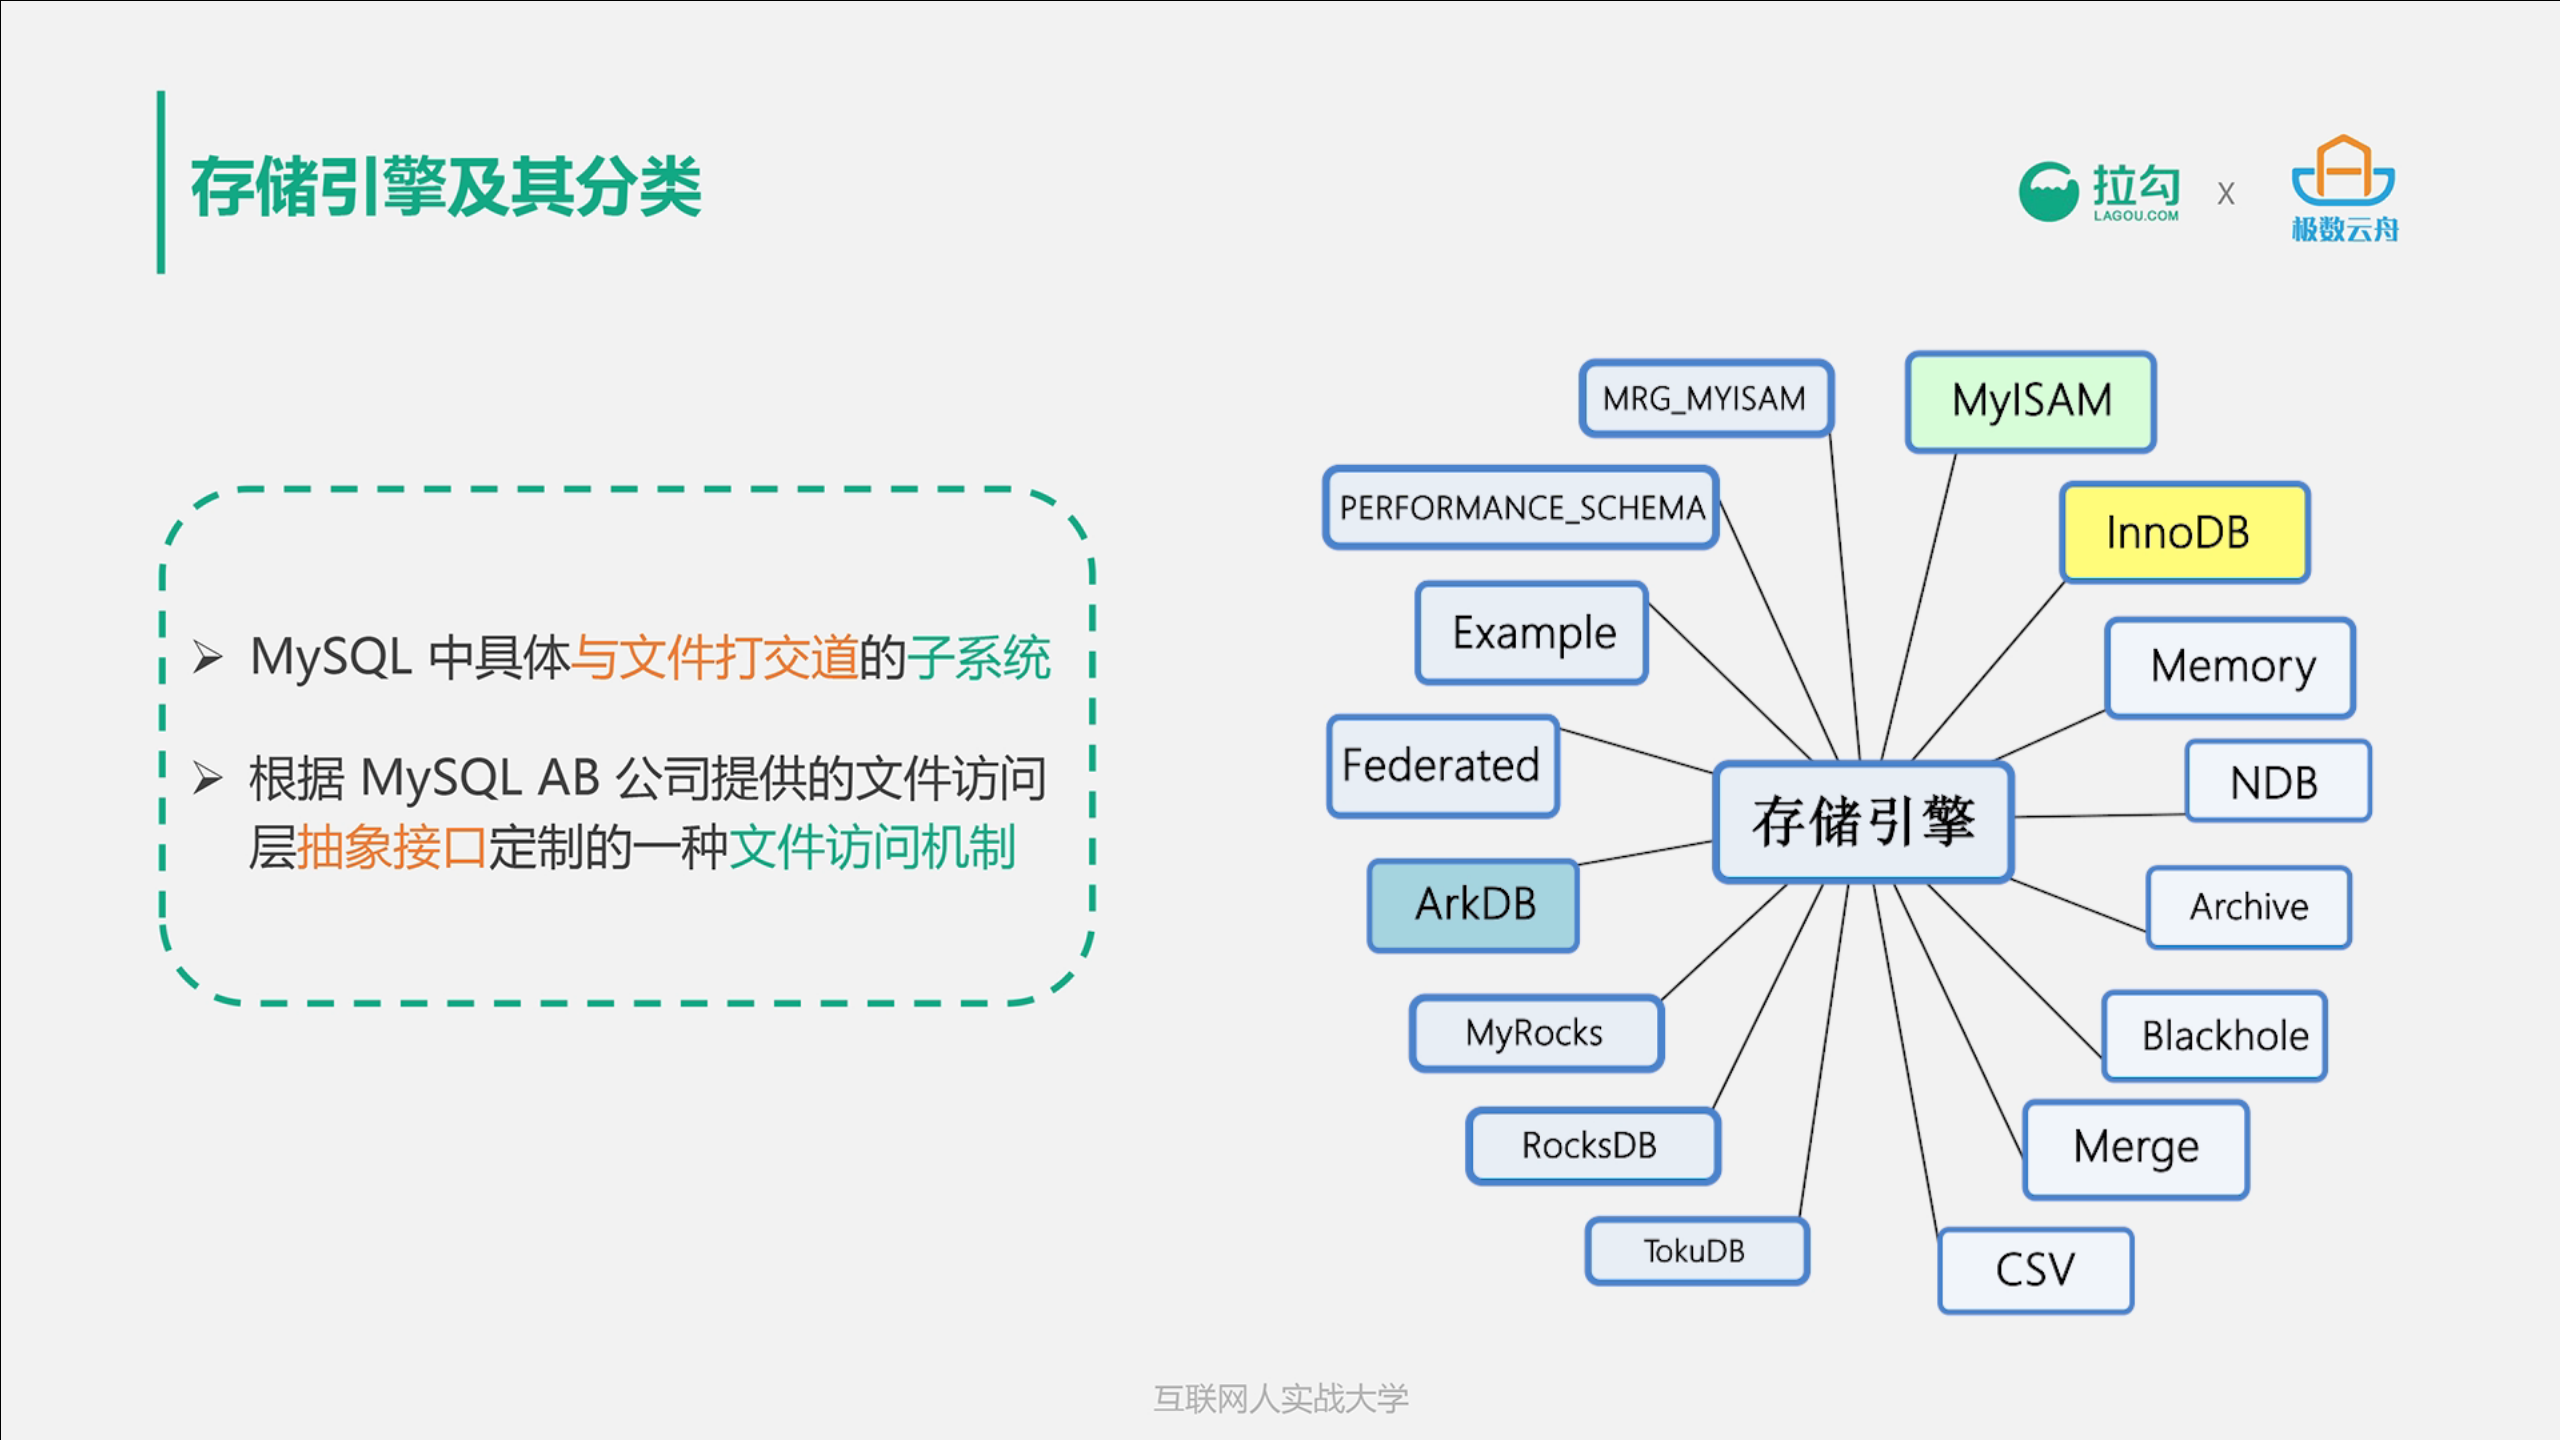 存储引擎及其分类
拉勾
LAGOU.COM
X
极数云舟
MySQL 中具体与文件打交道的子系统
根据 MySQL AB 公司提供的文件访问
层抽象接口定制的一种文件访问机制
MRG_MYISAM
MyISAM
PERFORMANCE_SCHEMA
InnoDB
Example
Memory
Federated
NDB
存储引擎
ArkDB
Archive
MyRocks
Blackhole
RocksDB
Merge
TokuDB
CSV
互联网人实战大学